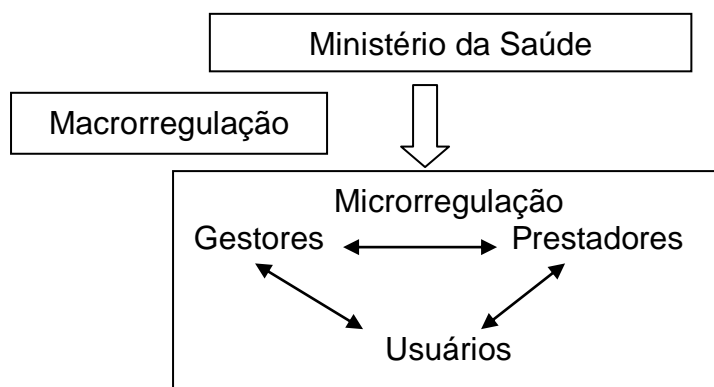 Ministério da Saúde
Macrorregulação
Microrregulação
Gestores Prestadores
Usuários